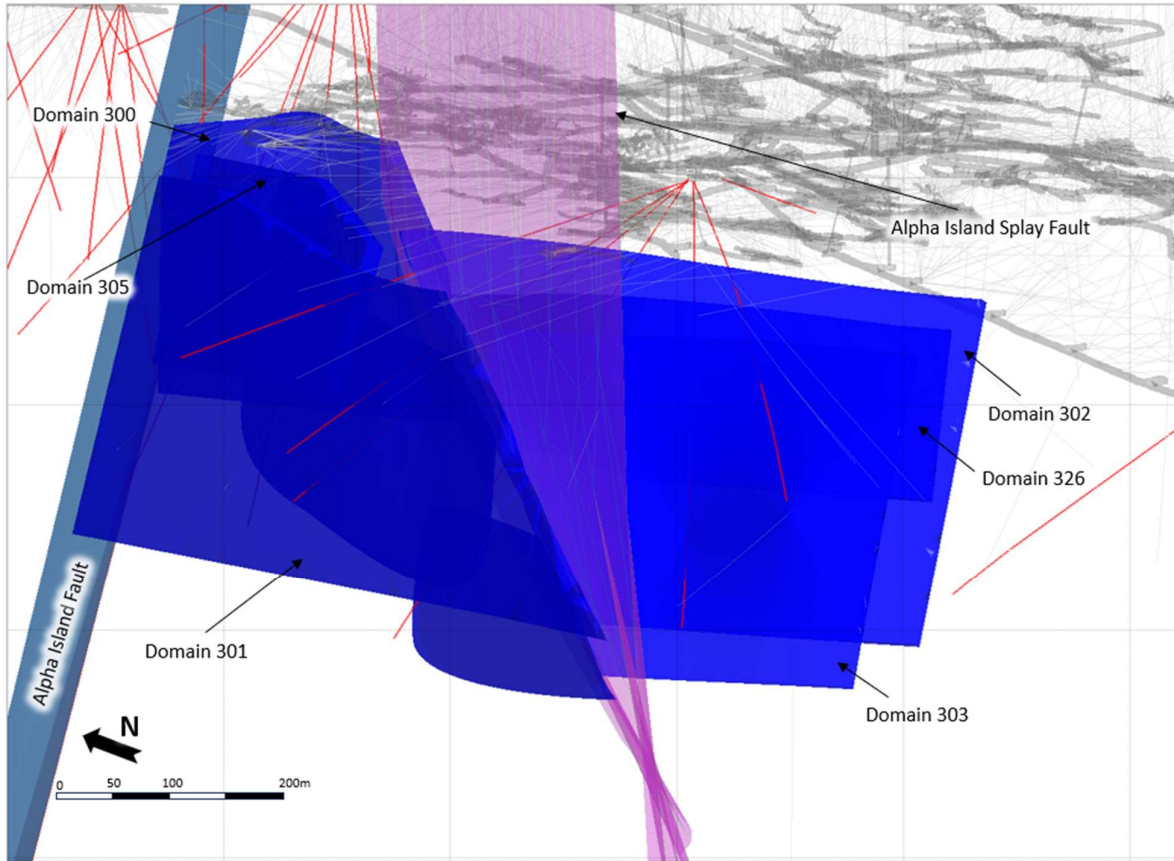 Domain 300
Alpha Island Splay Fault
Domain 305
Domain 302
Domain 326
Domain 301
Alpha Island Fault
Domain 303
N
0 50 100 200m